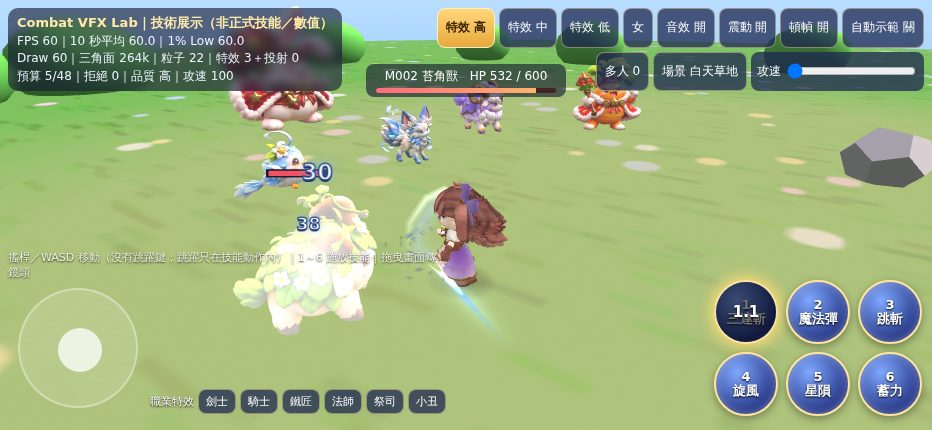 Combat VFX Lab｜技術展示（非正式技能／數值）
FPS 60｜10 秒平均 60.0｜1% Low 60.0
Draw 60｜三角面 264k｜粒子 22｜特效 3＋投射 0
預算 5/48｜拒絕 0｜品質 高｜攻速 100
特效 高
特效 中
特效 低
女
音效 開
震動 開
頓幀 開
自動示範 關
多人 0
場景 白天草地
攻速
M002 苔角獸 HP 532 / 600
30
38
搖桿／WASD 移動（沒有跳躍鍵；跳躍只在技能動作內）｜1～6 施放技能｜拖曳畫面轉
鏡頭
1
1.1
三連斬
2
魔法彈
3
跳斬
4
旋風
5
星隕
6
蓄力
職業特效
劍士
騎士
鐵匠
法師
祭司
小丑